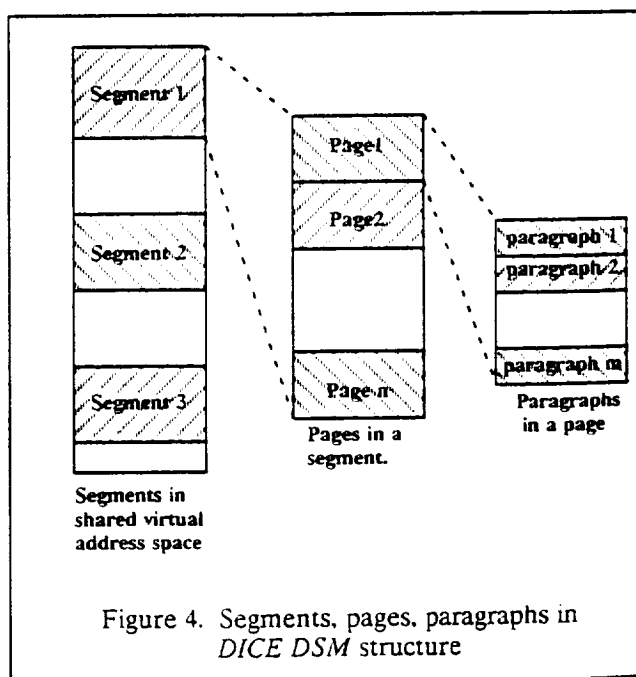 Segment 1
Segment 2
Segment 3
Segments in
shared virtual
address space
Page1
Page2
Page n
Pages in a
segment.
paragraph 1
paragraph 2
paragraph m
Paragraphs
in a page
Figure 4. Segments, pages, paragraphs in
DICE DSM structure